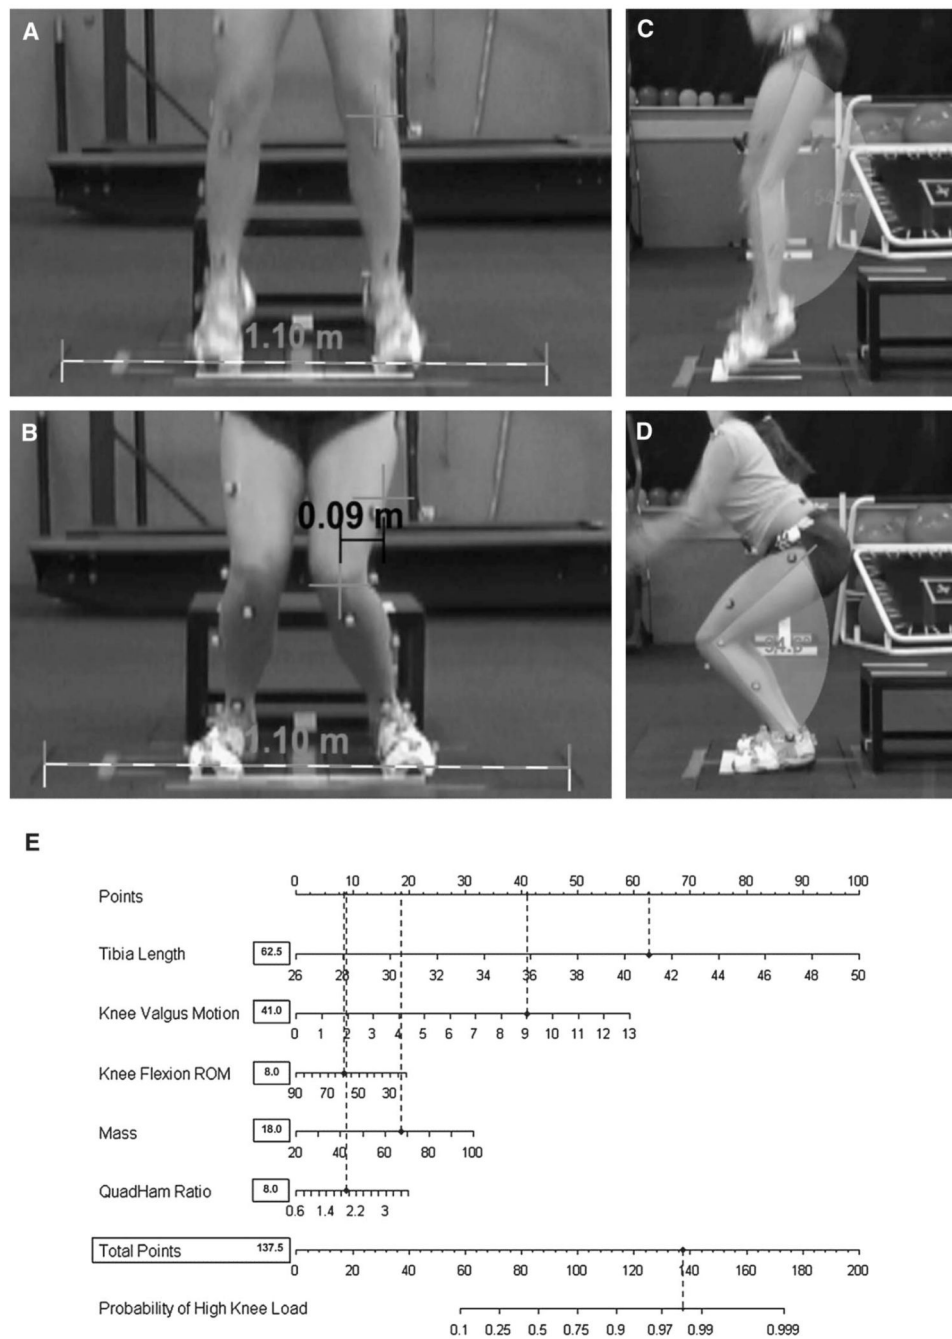 A
C
1.10 m
B
D
0.09 m
1.10 m
E
0 10 20 30 40 50 60 70 80 90 100
Points
Tibia Length 62.5
26 28 30 32 34 36 38 40 42 44 46 48 50
Knee Valgus Motion 41.0
0 1 2 3 4 5 6 7 8 9 10 11 12 13
Knee Flexion ROM 8.0
90 70 50 30
Mass 18.0
20 40 60 80 100
QuadHam Ratio 8.0
0.6 1.4 2.2 3
Total Points 137.5
0 20 40 60 80 100 120 140 160 180 200
Probability of High Knee Load
0.1 0.25 0.5 0.75 0.9 0.97 0.99 0.999